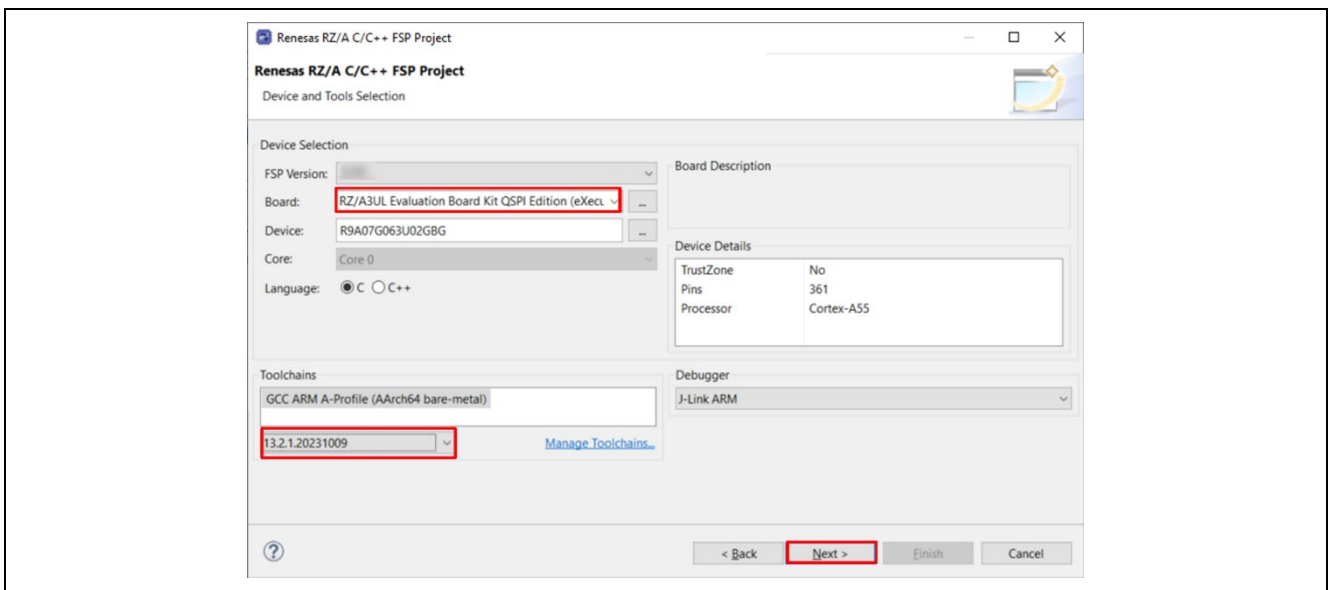 Renesas RZ/A C/C++ FSP Project
Renesas RZ/A C/C++ FSP Project
Device and Tools Selection
Device Selection
FSP Version:
Board: RZ/A3UL Evaluation Board Kit QSPI Edition (eXecu ...
Device: R9A07G063U02GBG ...
Core: Core 0
Language: C C++
Board Description
Device Details
TrustZone No
Pins 361
Processor Cortex-A55
Toolchains
GCC ARM A-Profile (AArch64 bare-metal)
13.2.1.20231009 Manage Toolchains...
Debugger
J-Link ARM
? < Back Next > Finish Cancel